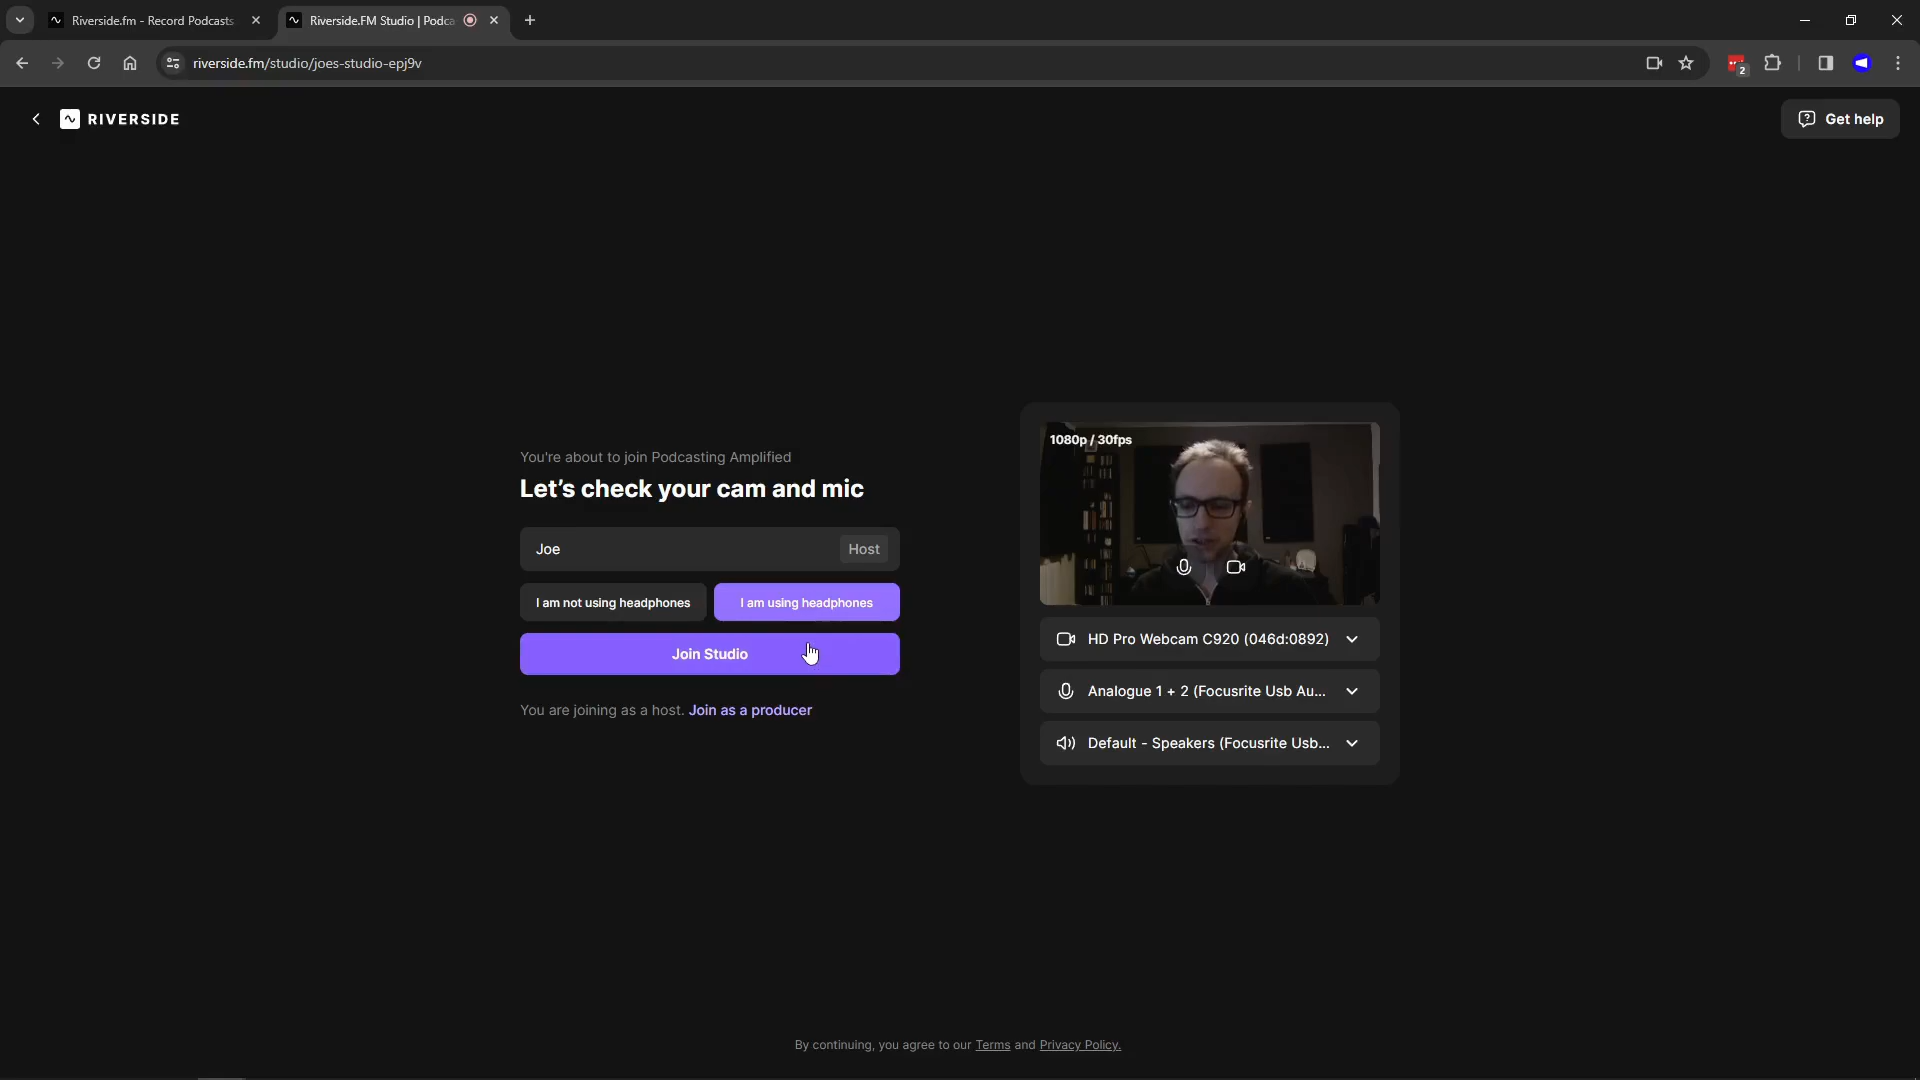 Riverside.fm - Record Podcasts
Riverside.FM Studio | Podca
riverside.fm/studio/joes-studio-epj9v
2
RIVERSIDE
Get help
You're about to join Podcasting Amplified
Let's check your cam and mic
Joe
Host
I am not using headphones
I am using headphones
Join Studio
You are joining as a host. Join as a producer
1080p / 30fps
HD Pro Webcam C920 (046d:0892)
Analogue 1 + 2 (Focusrite Usb Au...
Default - Speakers (Focusrite Usb...
By continuing, you agree to our Terms and Privacy Policy.